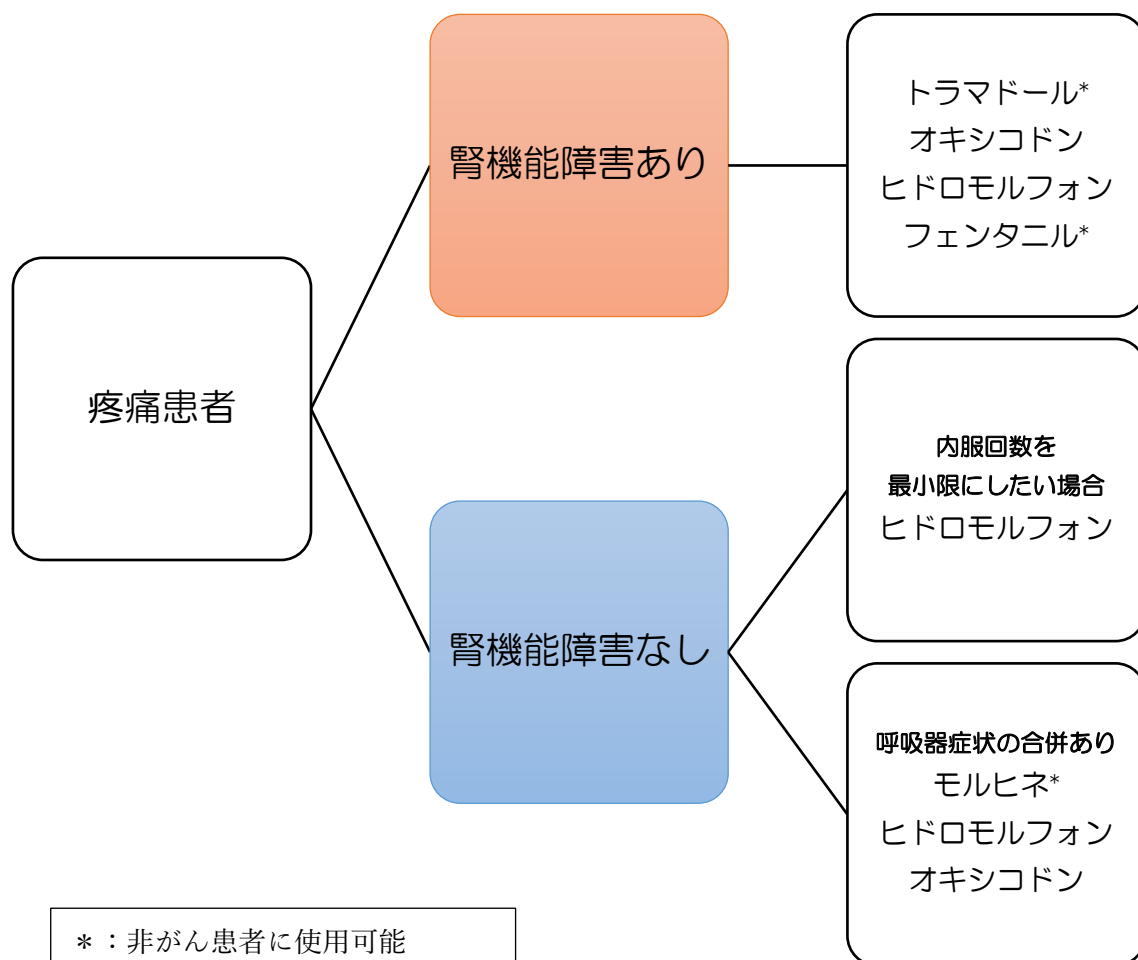 疼痛患者
腎機能障害あり
トラマドール*
オキシコドン
ヒドロモルフォン
フェンタニル*
腎機能障害なし
内服回数を
最小限にしたい場合
ヒドロモルフォン
呼吸器症状の合併あり
モルヒネ*
ヒドロモルフォン
オキシコドン
*：非がん患者に使用可能